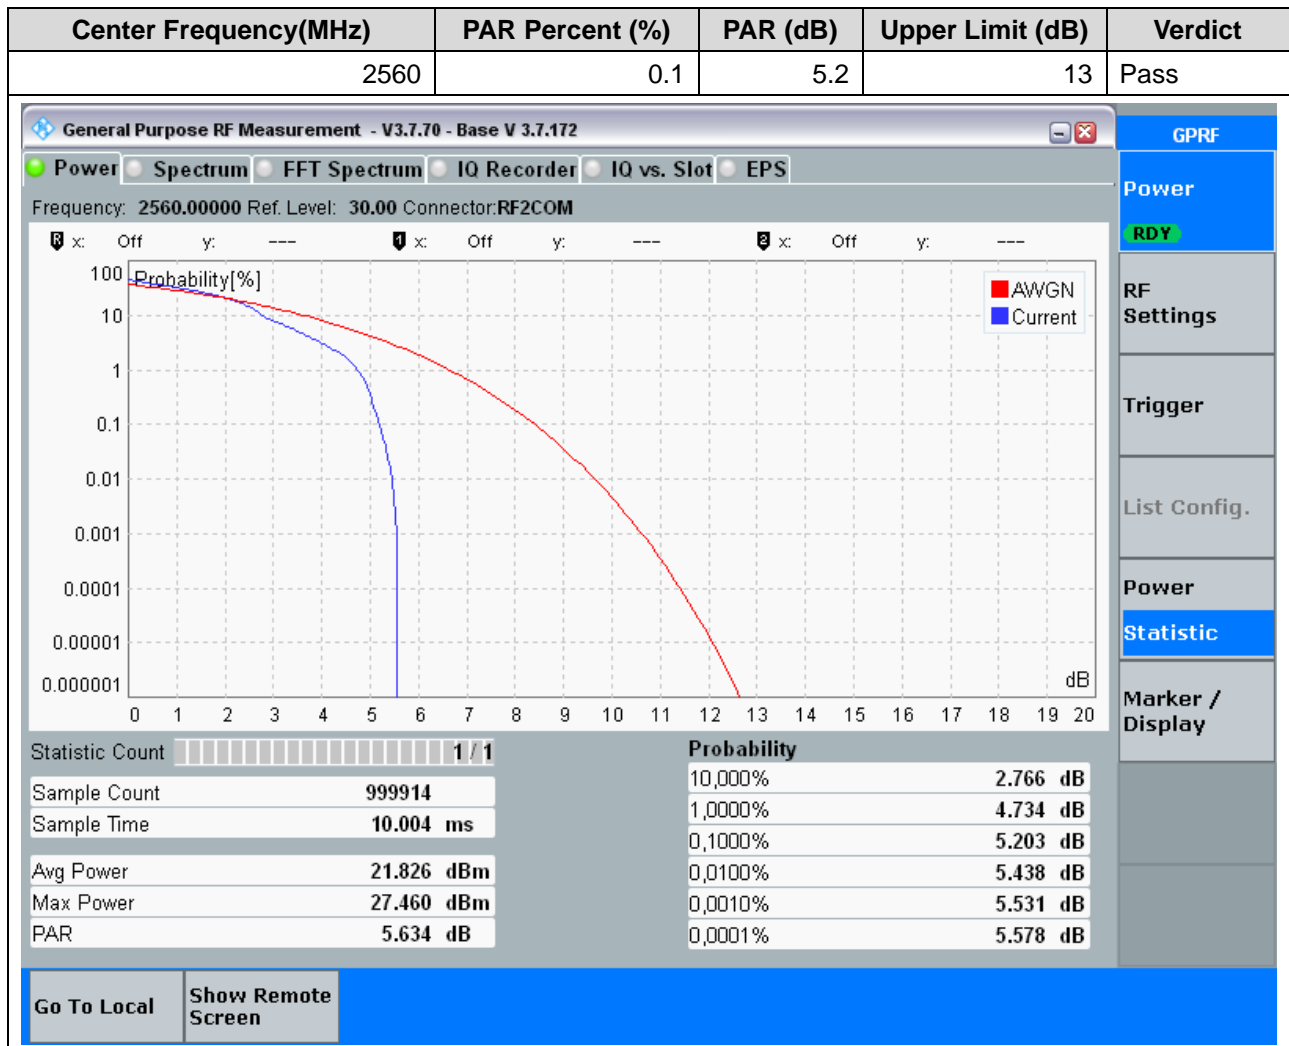 Center Frequency(MHz) PAR Percent (%) PAR (dB) Upper Limit (dB) Verdict
2560 0.1 5.2 13 Pass
General Purpose RF Measurement - V3.7.70 - Base V 3.7.172
GPRF
Power Spectrum FFT Spectrum IQ Recorder IQ vs. Slot EPS
Power
RDY
Frequency: 2560.00000 Ref. Level: 30.00 Connector:RF2COM
R x: Off y: --- 1 x: Off y: --- 2 x: Off y: ---
100 Probability[%]
AWGN
Current
10
1
0.1
0.01
0.001
0.0001
0.00001
0.000001
dB
0 1 2 3 4 5 6 7 8 9 10 11 12 13 14 15 16 17 18 19 20
RF
Settings
Trigger
List Config.
Power
Statistic
Marker /
Display
Statistic Count 1 / 1
Sample Count 999914
Sample Time 10.004 ms
Avg Power 21.826 dBm
Max Power 27.460 dBm
PAR 5.634 dB
Probability
10,000% 2.766 dB
1,0000% 4.734 dB
0,1000% 5.203 dB
0,0100% 5.438 dB
0,0010% 5.531 dB
0,0001% 5.578 dB
Go To Local
Show Remote
Screen